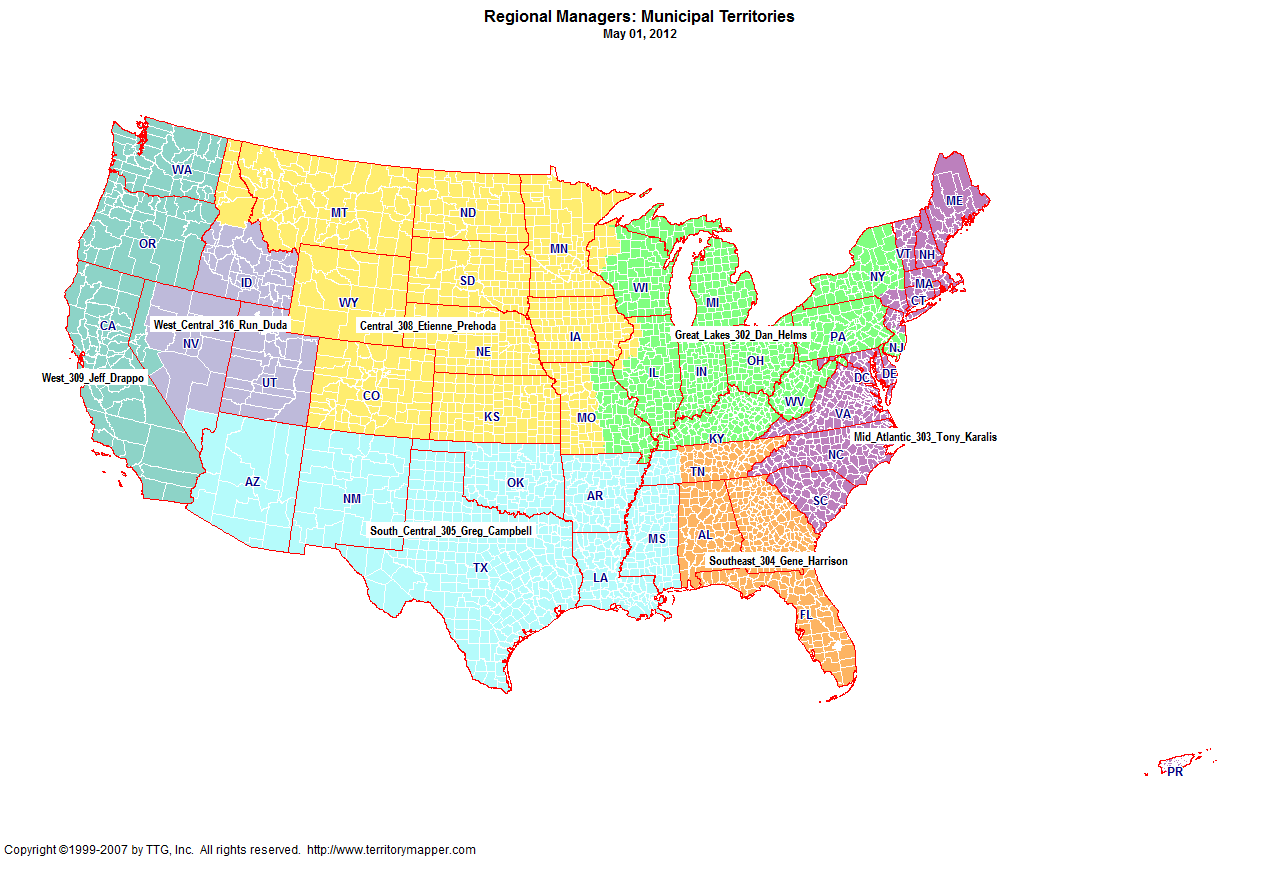 Regional Managers: Municipal Territories
May 01, 2012
WA
MT
ND
ME
OR
MN
VT
NH
ID
SD
WI
NY
MA
WY
MI
CT
CA
West_Central_316_Run_Duda
Central_308_Etienne_Prehoda
IA
Great_Lakes_302_Dan_Helms
PA
NV
NE
NJ
West_309_Jeff_Drappo
UT
CO
IL
IN
OH
DC
DE
KS
MO
WV
VA
KY
Mid_Atlantic_303_Tony_Karalis
AZ
NM
OK
AR
TN
NC
SC
South_Central_305_Greg_Campbell
MS
AL
TX
LA
Southeast_304_Gene_Harrison
FL
PR
Copyright ©1999-2007 by TTG, Inc. All rights reserved. http://www.territorymapper.com